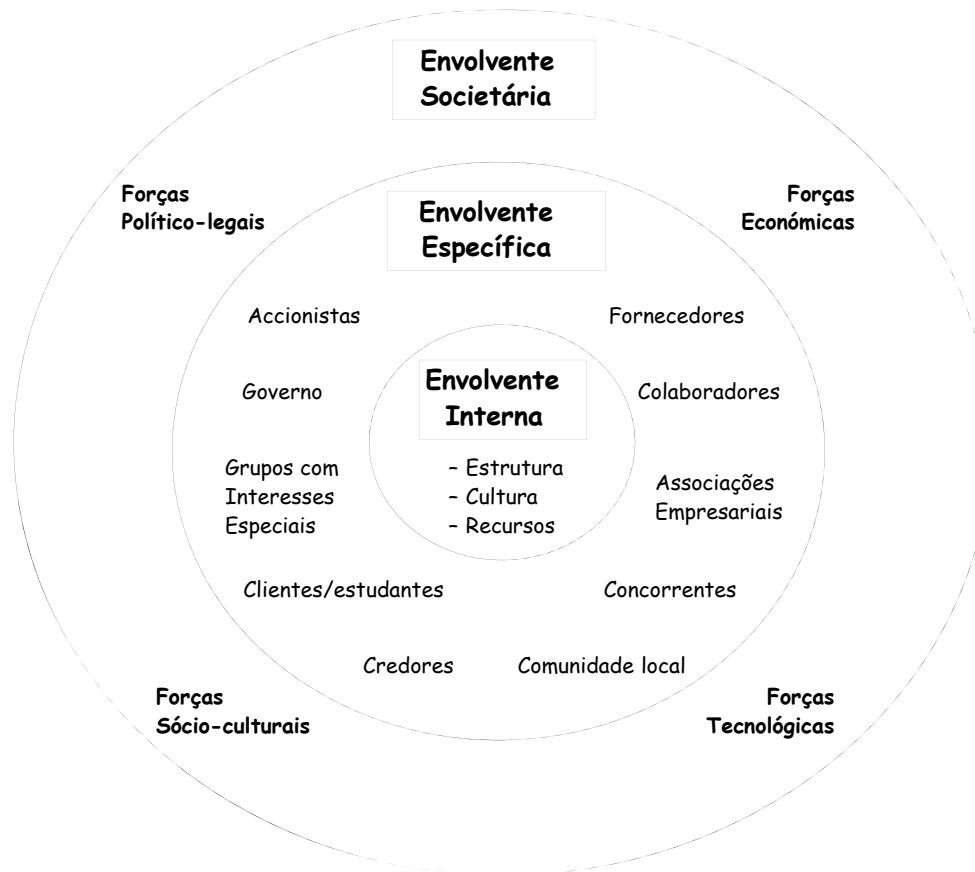 Envolvente
Societária
Forças
Político-legais
Forças
Económicas
Envolvente
Específica
Accionistas
Fornecedores
Envolvente
Interna
Governo
Colaboradores
Grupos com
Interesses
Especiais
– Estrutura
– Cultura
– Recursos
Associações
Empresariais
Clientes/estudantes
Concorrentes
Credores
Comunidade local
Forças
Sócio-culturais
Forças
Tecnológicas